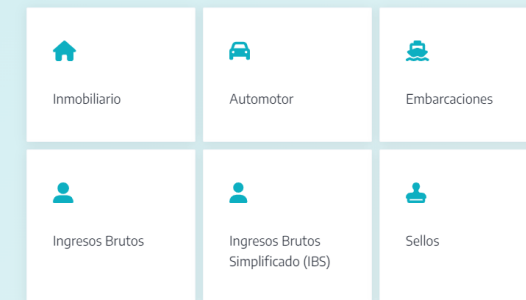 Inmobiliario
Automotor
Embarcaciones
Ingresos Brutos
Ingresos Brutos
Simplificado (IBS)
Sellos